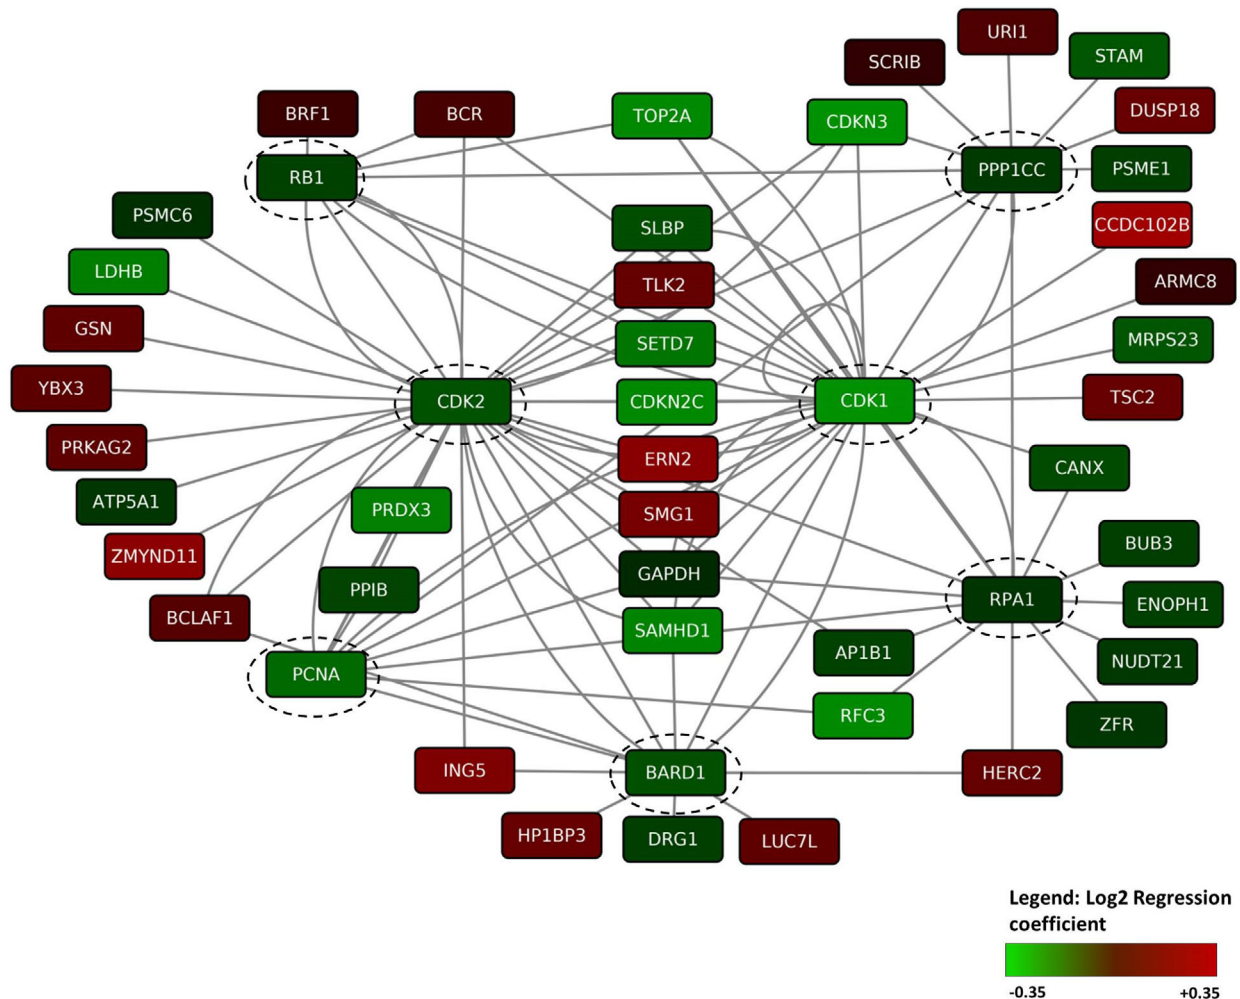 URI1
SCRIB
STAM
BRF1
BCR
TOP2A
CDKN3
DUSP18
RB1
PPP1CC
PSME1
PSMC6
SLBP
CCDC102B
LDHB
TLK2
ARMC8
GSN
SETD7
MRPS23
YBX3
CDK2
CDKN2C
CDK1
TSC2
PRKAG2
ERN2
CANX
ATP5A1
PRDX3
SMG1
BUB3
ZMYND11
GAPDH
PPIB
RPA1
ENOPH1
BCLAF1
SAMHD1
AP1B1
NUDT21
PCNA
RFC3
ZFR
ING5
BARD1
HERC2
HP1BP3
DRG1
LUC7L
Legend: Log2 Regression
coefficient
-0.35
+0.35